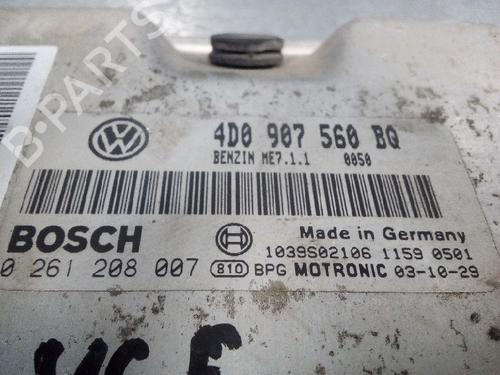 B-PARTS
4D0 907 560 BQ
BENZIN ME7.1.1 0050
Made in Germany
BOSCH
1039S02106 1159 0501
0 261 208 007 810 BPG MOTRONIC 03-10-29